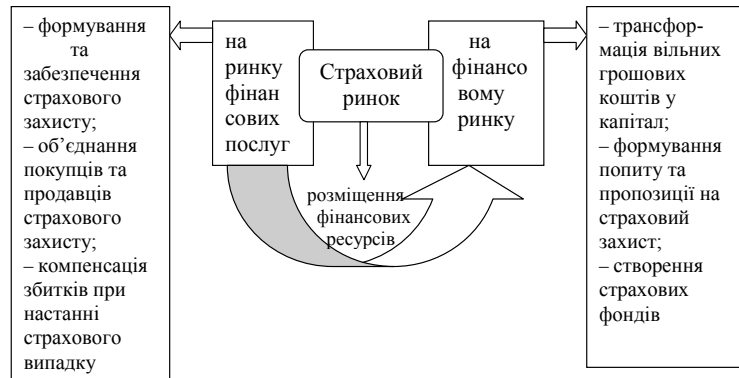 – формування
та
забезпечення
страхового
захисту;
– об’єднання
покупців та
продавців
страхового
захисту;
– компенсація
збитків при
настанні
страхового
випадку
на
ринку
фінан
сових
послуг
Страховий
ринок
розміщення
фінансових
ресурсів
на
фінансо
вому
ринку
– трансфор-
мація вільних
грошових
коштів у
капітал;
– формування
попиту та
пропозиції на
страховий
захист;
– створення
страхових
фондів